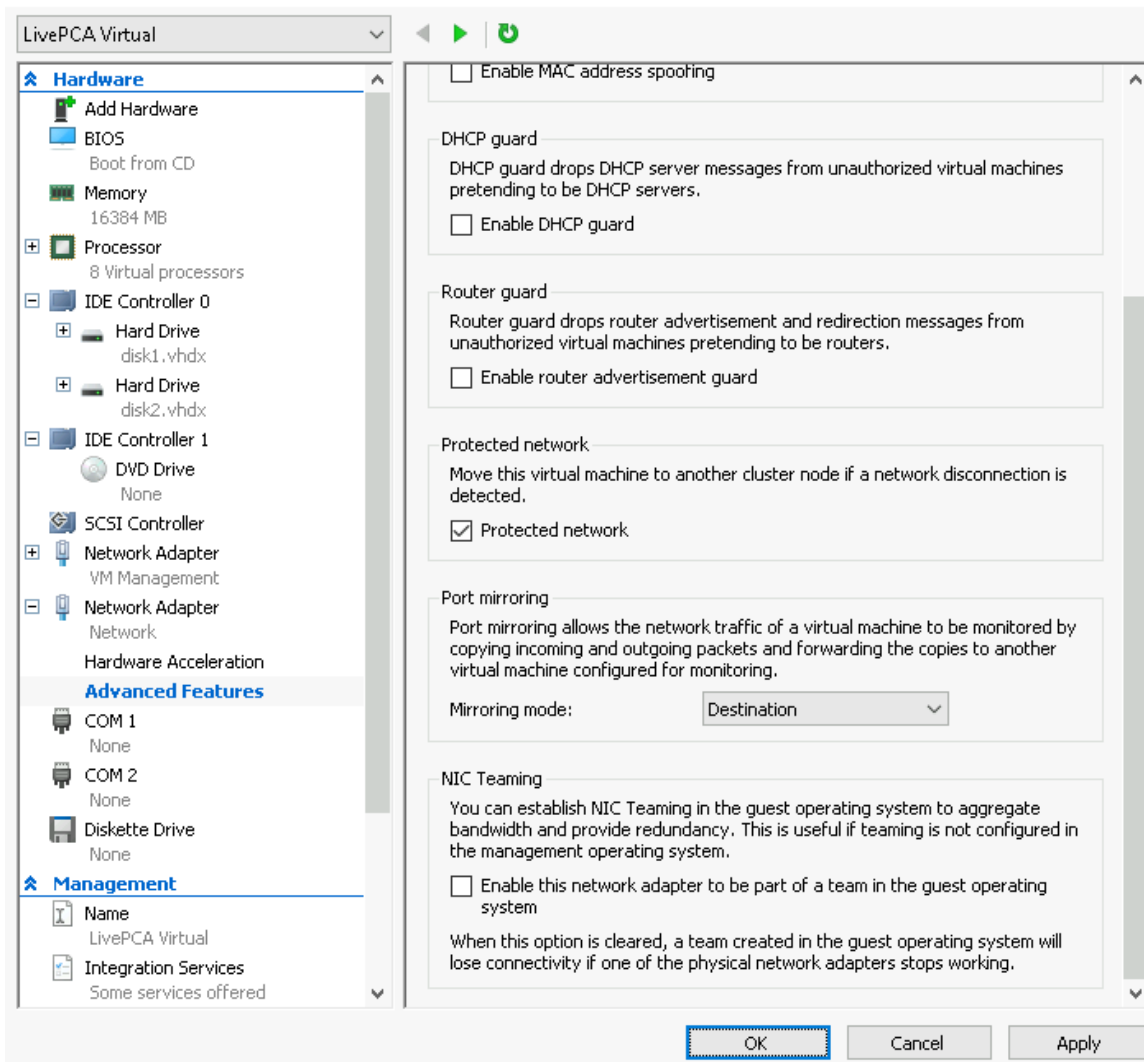 LivePCA Virtual
Hardware
Add Hardware
BIOS
Boot from CD
Memory
16384 MB
Processor
8 Virtual processors
IDE Controller 0
Hard Drive
disk1.vhdx
Hard Drive
disk2.vhdx
IDE Controller 1
DVD Drive
None
SCSI Controller
Network Adapter
VM Management
Network Adapter
Network
Hardware Acceleration
Advanced Features
COM 1
None
COM 2
None
Diskette Drive
None
Management
Name
LivePCA Virtual
Integration Services
Some services offered
Enable MAC address spoofing
DHCP guard
DHCP guard drops DHCP server messages from unauthorized virtual machines
pretending to be DHCP servers.
Enable DHCP guard
Router guard
Router guard drops router advertisement and redirection messages from
unauthorized virtual machines pretending to be routers.
Enable router advertisement guard
Protected network
Move this virtual machine to another cluster node if a network disconnection is
detected.
Protected network
Port mirroring
Port mirroring allows the network traffic of a virtual machine to be monitored by
copying incoming and outgoing packets and forwarding the copies to another
virtual machine configured for monitoring.
Mirroring mode: Destination
NIC Teaming
You can establish NIC Teaming in the guest operating system to aggregate
bandwidth and provide redundancy. This is useful if teaming is not configured in
the management operating system.
Enable this network adapter to be part of a team in the guest operating
system
When this option is cleared, a team created in the guest operating system will
lose connectivity if one of the physical network adapters stops working.
OK Cancel Apply